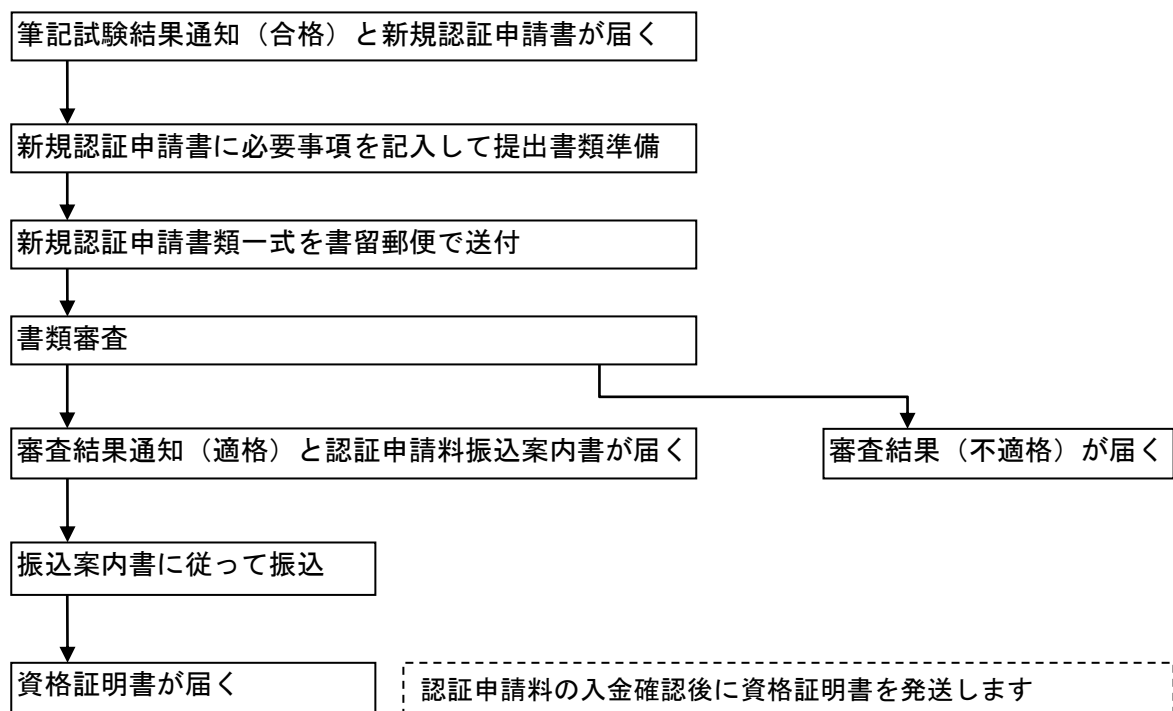 筆記試験結果通知（合格）と新規認証申請書が届く
新規認証申請書に必要事項を記入して提出書類準備
新規認証申請書類一式を書留郵便で送付
書類審査
審査結果通知（適格）と認証申請料振込案内書が届く
審査結果（不適格）が届く
振込案内書に従って振込
資格証明書が届く
認証申請料の入金確認後に資格証明書を発送します